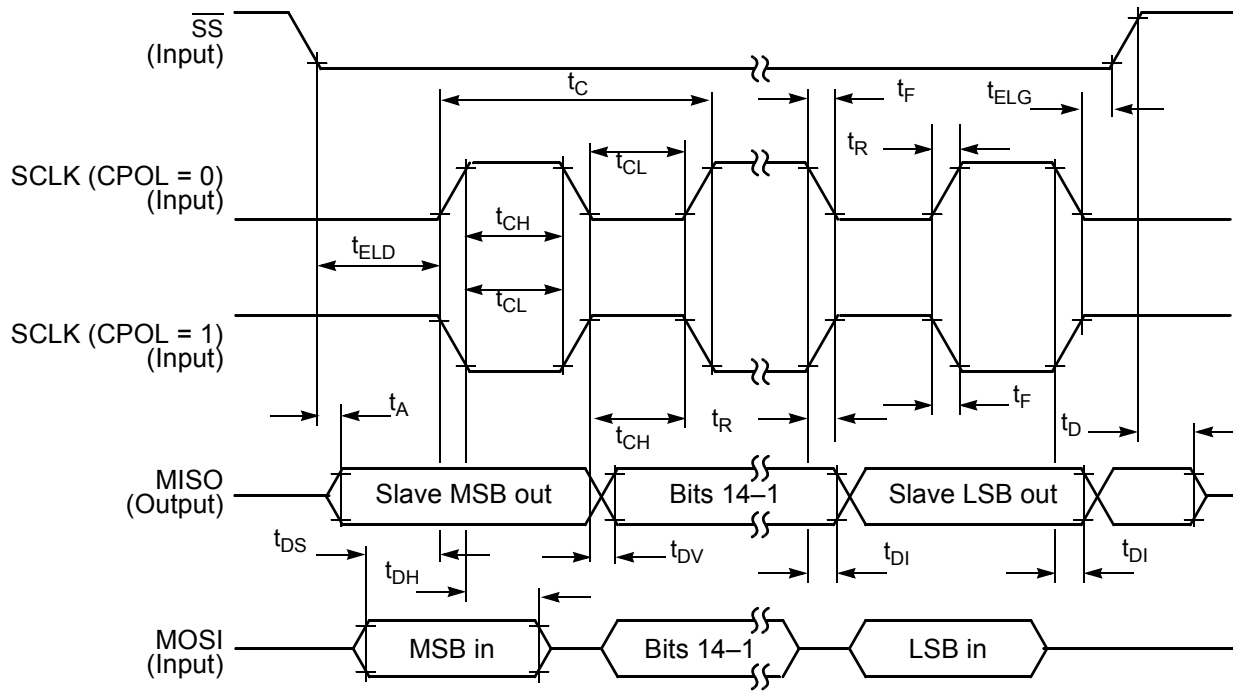 SS
(Input)
tC
tF
tELG
tR
SCLK (CPOL = 0)
(Input)
tCL
tCH
tELD
tCL
SCLK (CPOL = 1)
(Input)
tA
tCH
tR
tF
tD
MISO
(Output)
Slave MSB out
Bits 14–1
Slave LSB out
tDS
tDH
tDV
tDI
tDI
MOSI
(Input)
MSB in
Bits 14–1
LSB in